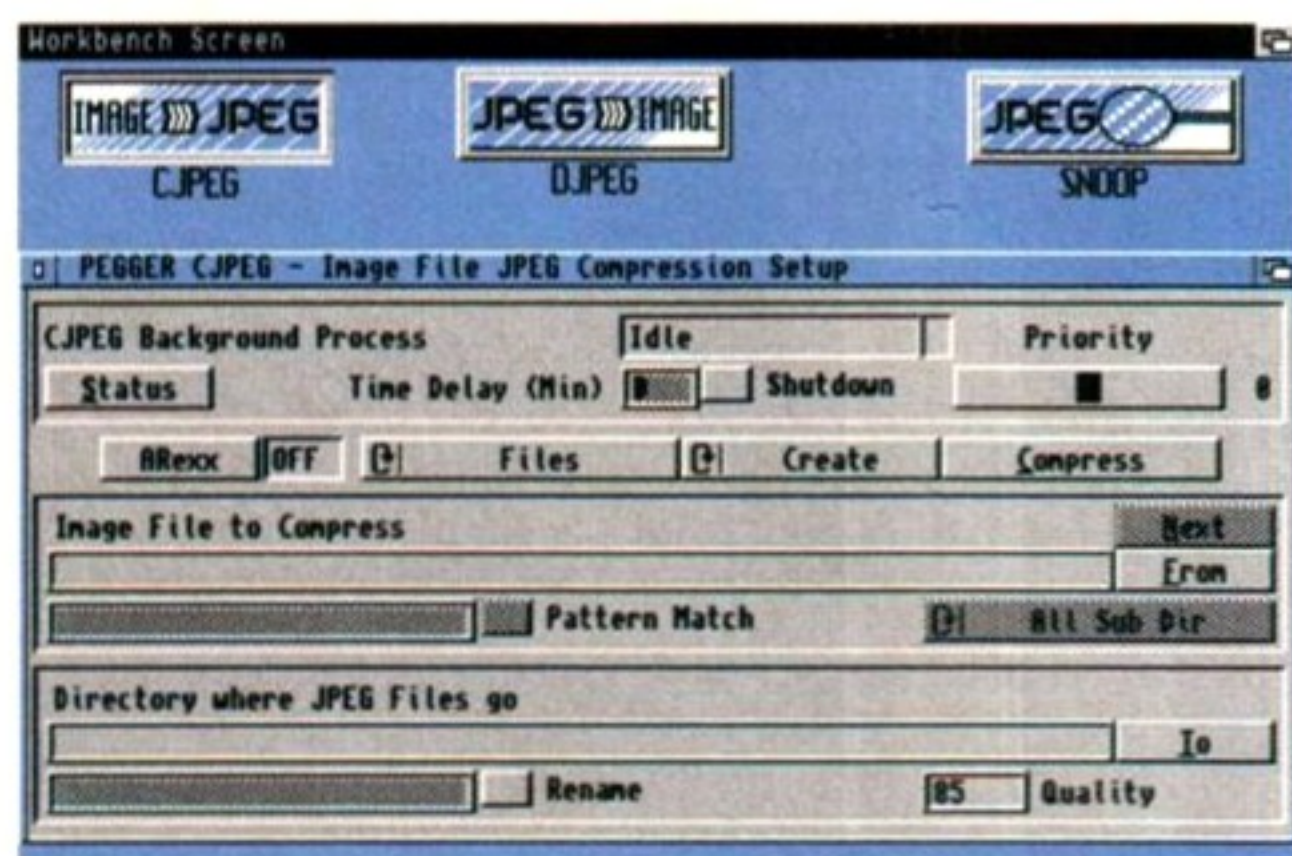 Workbench Screen
IMAGE JPEG
JPEG IMAGE
JPEG
CJPEG
DJPEG
SNOOP
PEGGER CJPEG - Image File JPEG Compression Setup
CJPEG Background Process
Idle
Priority
Status
Time Delay (Min)
0
Shutdown
0
ARexx
OFF
Files
Create
Compress
Image File to Compress
Next
From
Pattern Match
All Sub Dir
Directory where JPEG Files go
To
Rename
85
Quality